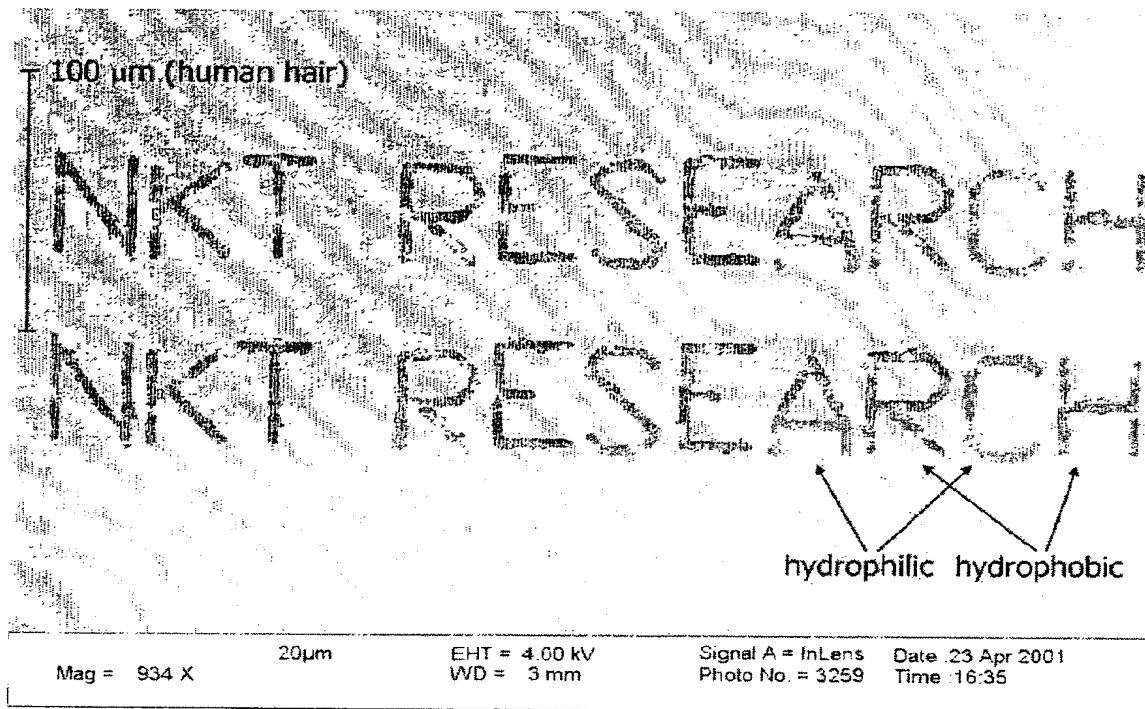 100 µm (human hair)
NKT RESEARCH
NKT RESEARCH
hydrophilic hydrophobic
20µm EHT = 4.00 kV Signal A = InLens Date :23 Apr 2001
Mag = 934 X WD = 3 mm Photo No. = 3259 Time :16:35